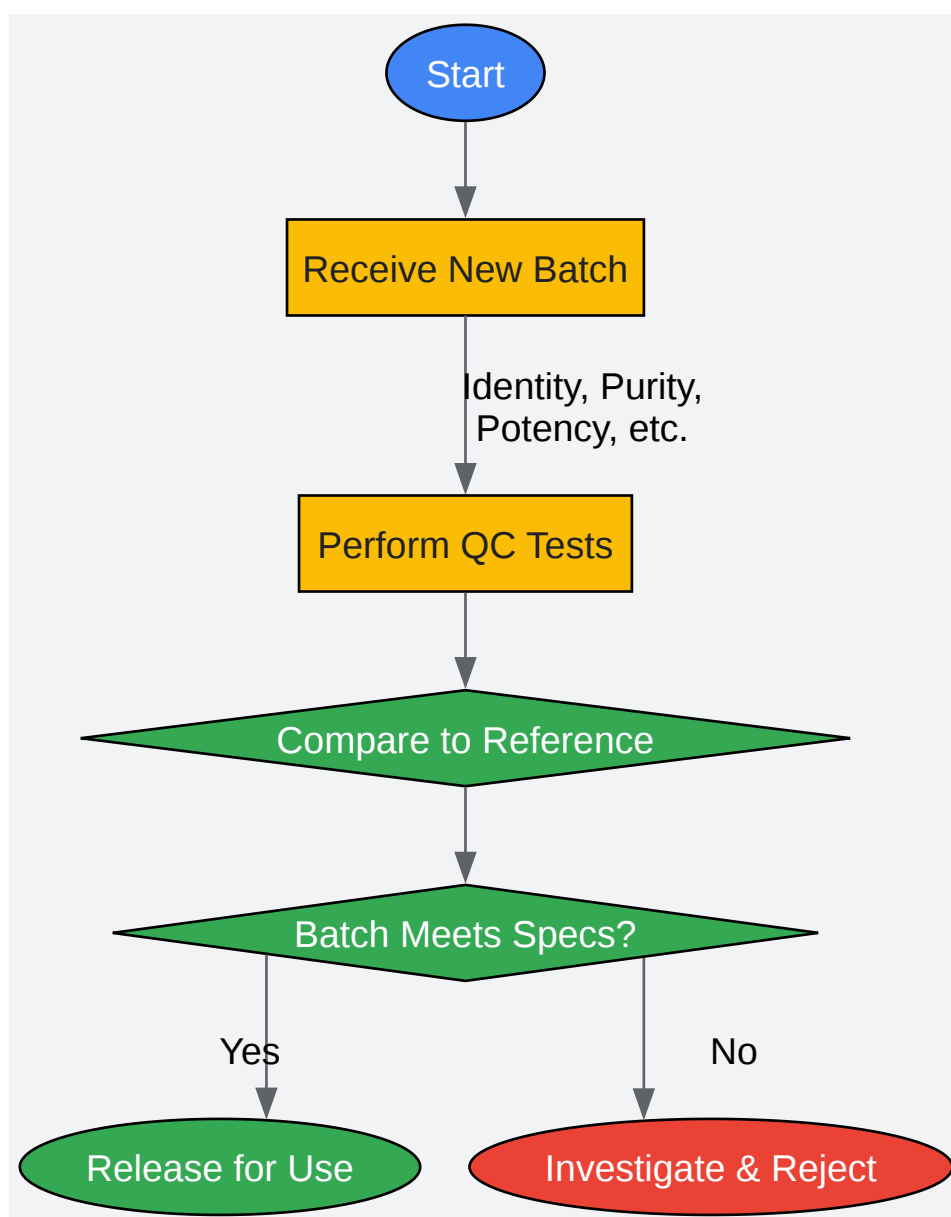 Start
Receive New Batch
Identity, Purity,
Potency, etc.
Perform QC Tests
Compare to Reference
Batch Meets Specs?
Yes
No
Release for Use
Investigate & Reject